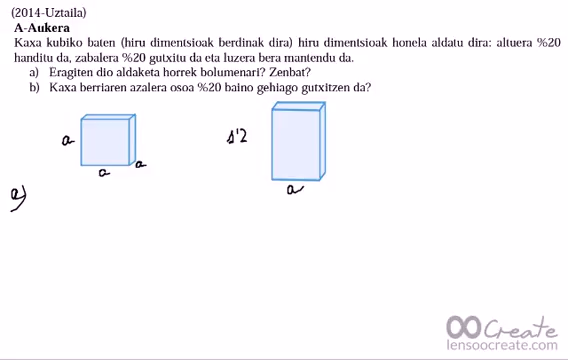 (2014-Uztaila)
A-Aukera
Kaxa kubiko baten (hiru dimentsioak berdinak dira) hiru dimentsioak honela aldatu dira: altuera %20
handitu da, zabalera %20 gutxitu da eta luzera bera mantendu da.
a) Eragiten dio aldaketa horrek bolumenari? Zenbat?
b) Kaxa berriaren azalera osoa %20 baino gehiago gutxitzen da?
a
a
a
1'2
a
a)
Create
lensoocreate.com